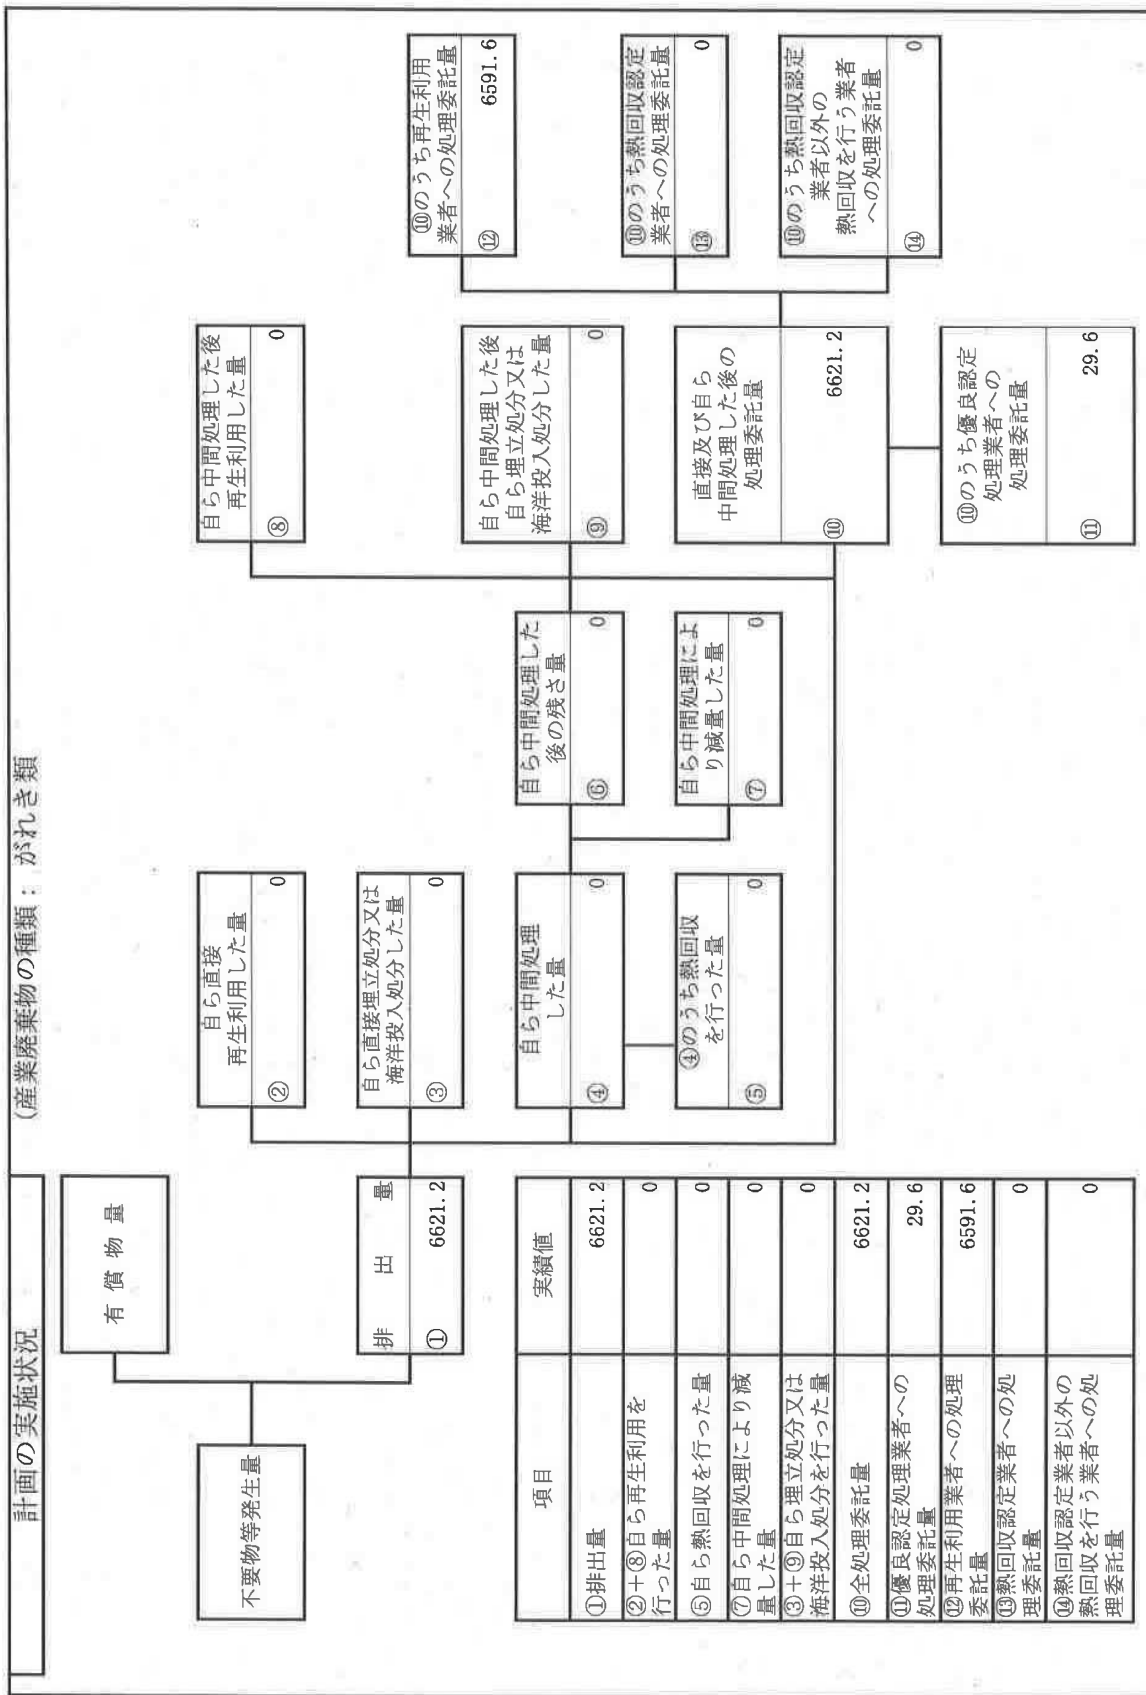 計画の実施状況
(産業廃棄物の種類： がれき類
不要物等発生量
有 償 物 量
排 出 量
① 6621.2
自ら直接
再生利用した量
② 0
自ら直接埋立処分又は
海洋投入処分した量
③ 0
自ら中間処理
した量
④ 0
④のうち熱回収
を行った量
⑤ 0
自ら中間処理した
後の残さ量
⑥ 0
自ら中間処理によ
り減量した量
⑦ 0
自ら中間処理した後
再生利用した量
⑧ 0
自ら中間処理した後
自ら埋立処分又は
海洋投入処分した量
⑨ 0
直接及び自ら
中間処理した後の
処理委託量
⑩ 6621.2
⑩のうち優良認定
処理業者への
処理委託量
⑪ 29.6
⑩のうち再生利用
業者への処理委託量
⑫ 6591.6
⑩のうち熱回収認定
業者への処理委託量
⑬ 0
⑩のうち熱回収認定
業者以外の
熱回収を行う業者
への処理委託量
⑭ 0
項目 実績値
①排出量 6621.2
②+⑧自ら再生利用を
行った量 0
⑤自ら熱回収を行った量 0
⑦自ら中間処理により減
量した量 0
③+⑨自ら埋立処分又は
海洋投入処分を行った量 0
⑩全処理委託量 6621.2
⑪優良認定処理業者への
処理委託量 29.6
⑫再生利用業者への処理
委託量 6591.6
⑬熱回収認定業者への処
理委託量 0
⑭熱回収認定業者以外の
熱回収を行う業者への処
理委託量 0